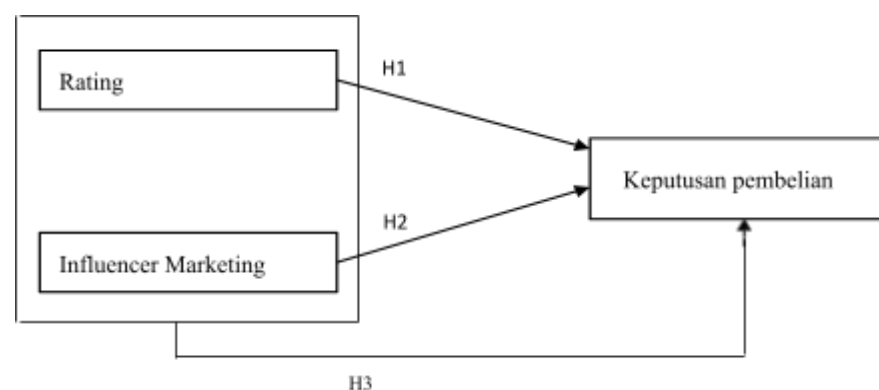 Rating
H1
Keputusan pembelian
H2
Influencer Marketing
H3